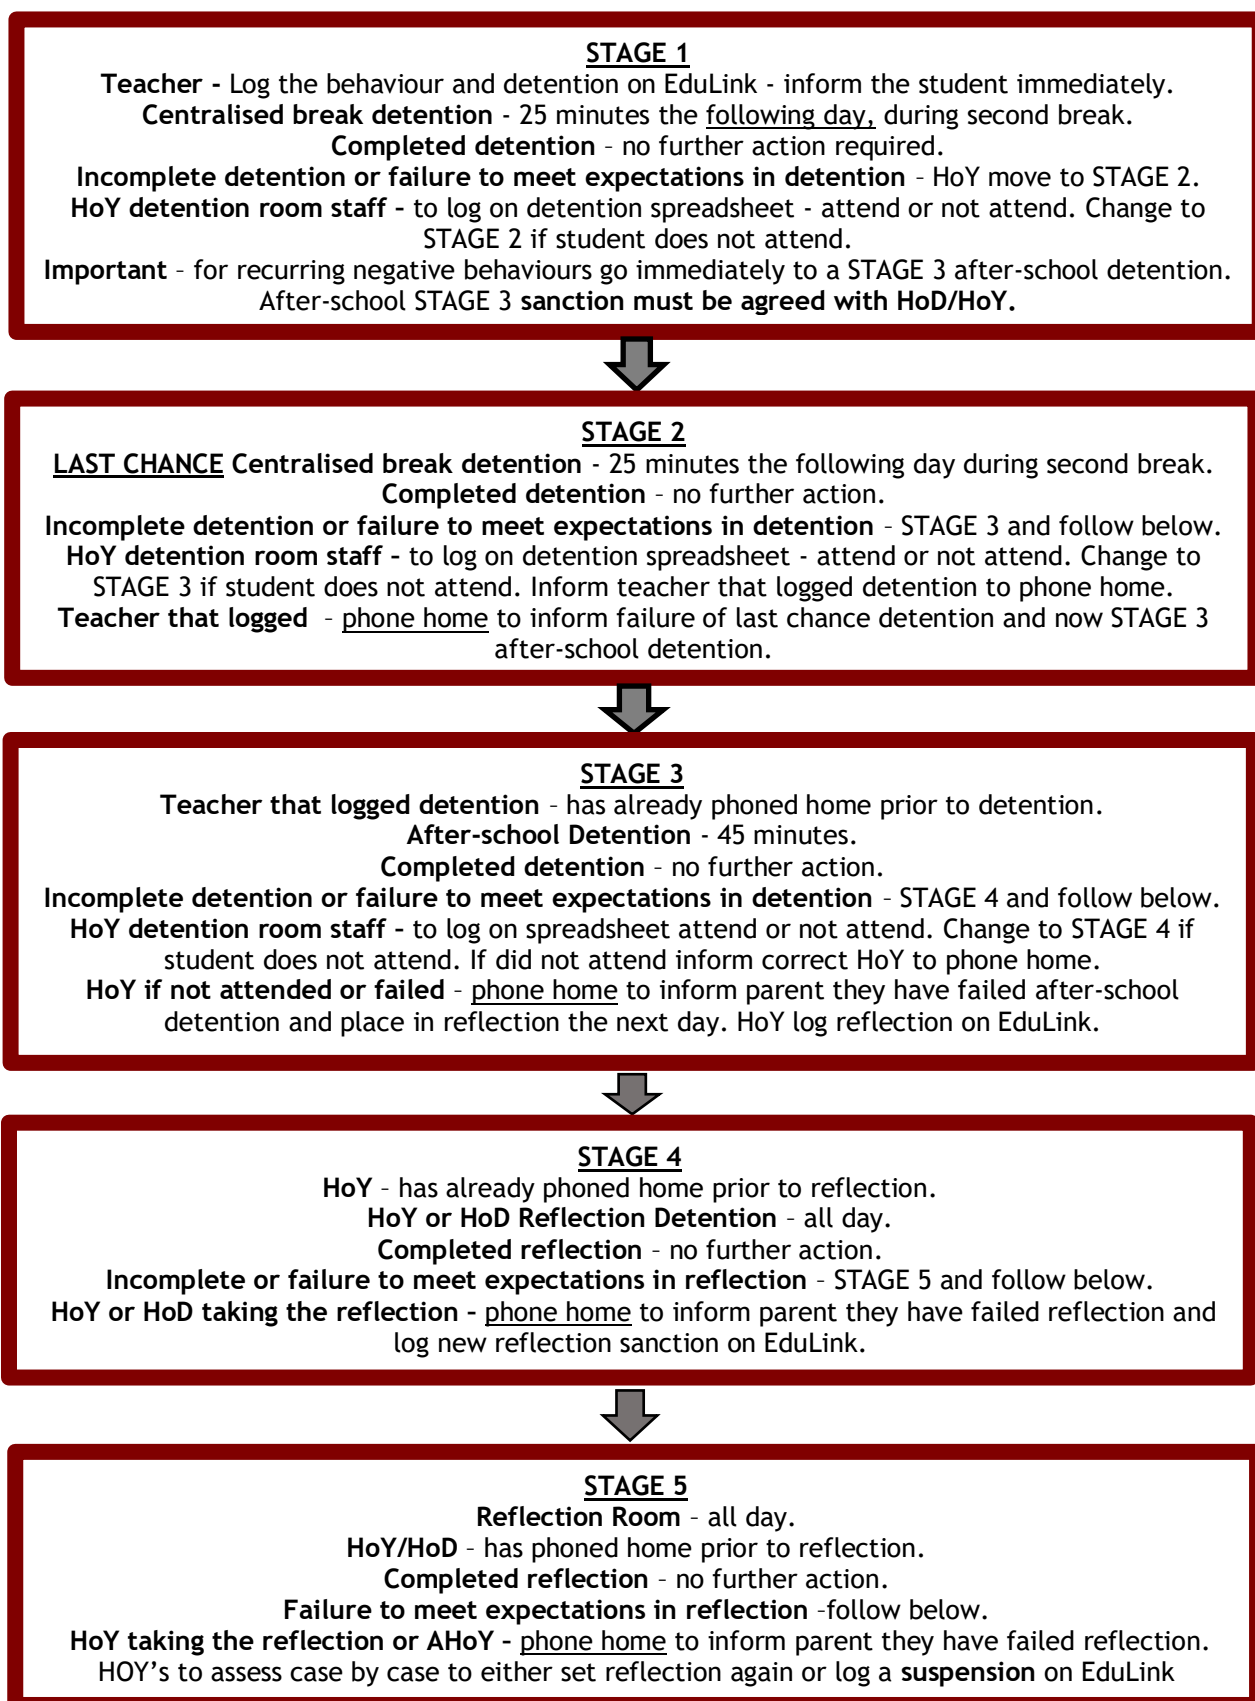 STAGE 1
Teacher - Log the behaviour and detention on EduLink - inform the student immediately.
Centralised break detention - 25 minutes the following day, during second break.
Completed detention – no further action required.
Incomplete detention or failure to meet expectations in detention – HoY move to STAGE 2.
HoY detention room staff – to log on detention spreadsheet - attend or not attend. Change to
STAGE 2 if student does not attend.
Important – for recurring negative behaviours go immediately to a STAGE 3 after-school detention.
After-school STAGE 3 sanction must be agreed with HoD/HoY.
STAGE 2
LAST CHANCE Centralised break detention - 25 minutes the following day during second break.
Completed detention – no further action.
Incomplete detention or failure to meet expectations in detention – STAGE 3 and follow below.
HoY detention room staff – to log on detention spreadsheet - attend or not attend. Change to
STAGE 3 if student does not attend. Inform teacher that logged detention to phone home.
Teacher that logged – phone home to inform failure of last chance detention and now STAGE 3
after-school detention.
STAGE 3
Teacher that logged detention – has already phoned home prior to detention.
After-school Detention - 45 minutes.
Completed detention – no further action.
Incomplete detention or failure to meet expectations in detention – STAGE 4 and follow below.
HoY detention room staff – to log on spreadsheet attend or not attend. Change to STAGE 4 if
student does not attend. If did not attend inform correct HoY to phone home.
HoY if not attended or failed – phone home to inform parent they have failed after-school
detention and place in reflection the next day. HoY log reflection on EduLink.
STAGE 4
HoY – has already phoned home prior to reflection.
HoY or HoD Reflection Detention – all day.
Completed reflection – no further action.
Incomplete or failure to meet expectations in reflection – STAGE 5 and follow below.
HoY or HoD taking the reflection – phone home to inform parent they have failed reflection and
log new reflection sanction on EduLink.
STAGE 5
Reflection Room – all day.
HoY/HoD – has phoned home prior to reflection.
Completed reflection – no further action.
Failure to meet expectations in reflection –follow below.
HoY taking the reflection or AHoY – phone home to inform parent they have failed reflection.
HOY’s to assess case by case to either set reflection again or log a suspension on EduLink